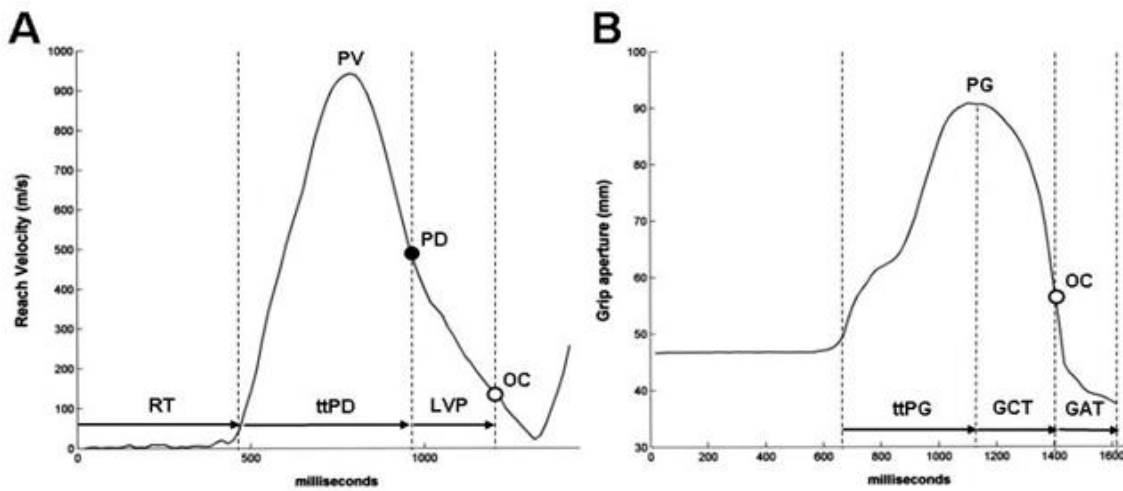 A
Reach Velocity (m/s)
1000
900
800
700
600
500
400
300
200
100
0
PV
PD
OC
RT
ttPD
LVP
0
500
1000
milliseconds
B
Grip aperture (mm)
100
90
80
70
60
50
40
30
PG
OC
ttPG
GCT
GAT
0
200
400
600
800
1000
1200
1400
1600
milliseconds